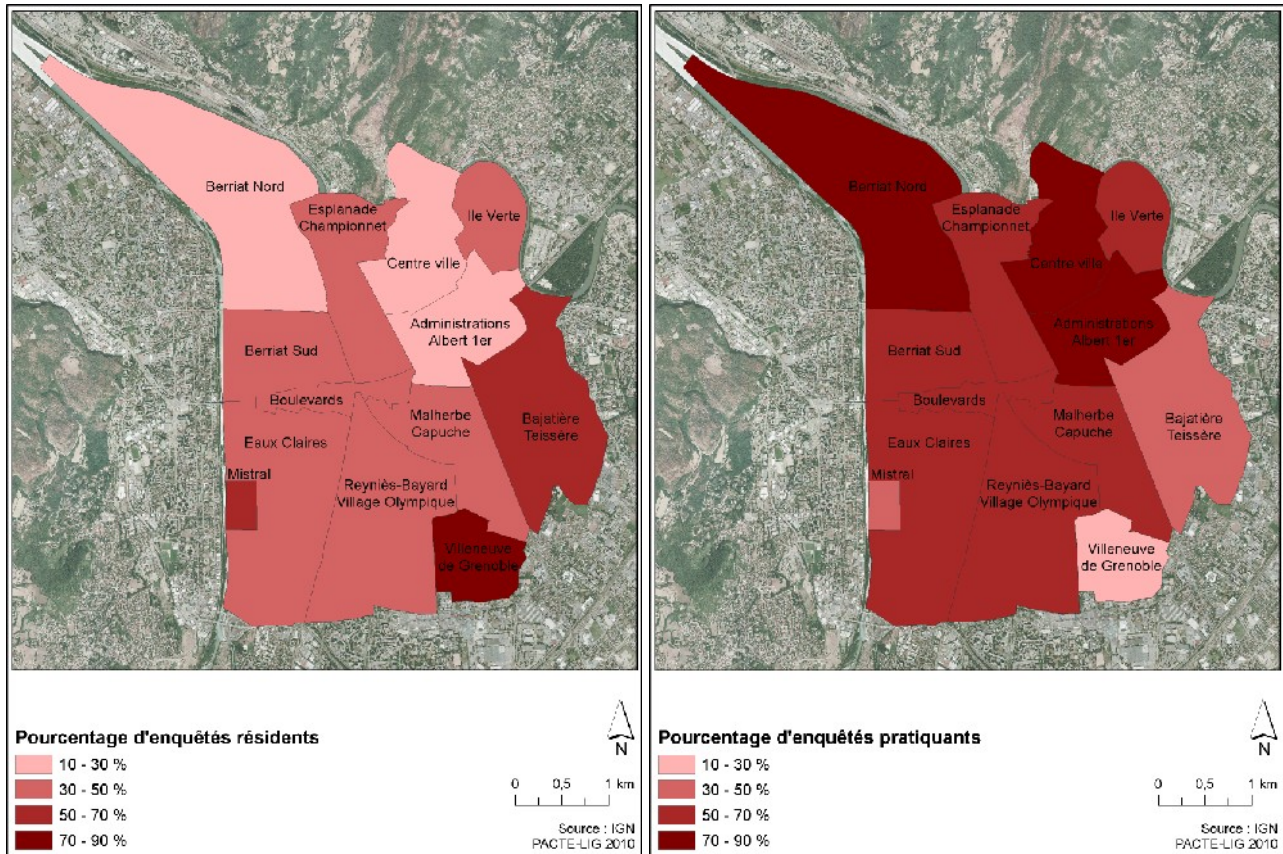 Berriat Nord
Esplanade
Championnet
Ile Verte
Centre ville
Administrations
Albert 1er
Berriat Sud
Boulevards
Malherbe
Capuche
Bajatière
Teissère
Eaux Claires
Mistral
Reyniès-Bayard
Village Olympique
Villeneuve
de Grenoble
Pourcentage d'enquêtés résidents
10 - 30 %
30 - 50 %
50 - 70 %
70 - 90 %
N
0 0,5 1 km
Source : IGN
PACTE-LIG 2010
Berriat Nord
Esplanade
Championnet
Ile Verte
Centre ville
Administrations
Albert 1er
Berriat Sud
Boulevards
Malherbe
Capuche
Bajatière
Teissère
Eaux Claires
Mistral
Reyniès-Bayard
Village Olympique
Villeneuve
de Grenoble
Pourcentage d'enquêtés pratiquants
10 - 30 %
30 - 50 %
50 - 70 %
70 - 90 %
N
0 0,5 1 km
Source : IGN
PACTE-LIG 2010